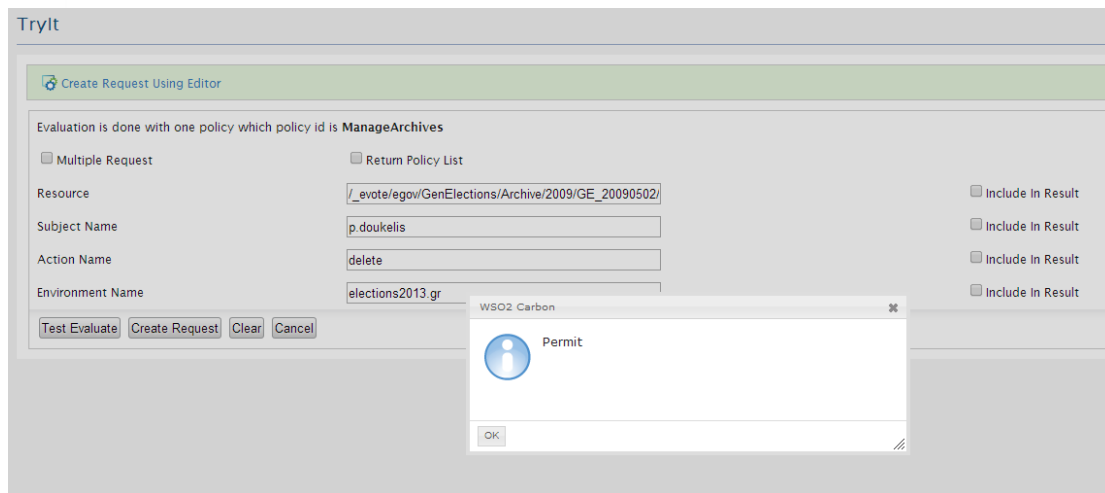 TryIt
Create Request Using Editor
Evaluation is done with one policy which policy id is ManageArchives
Multiple Request Return Policy List
Resource /_evote/egov/GenElections/Archive/2009/GE_20090502/ Include In Result
Subject Name p.doukelis Include In Result
Action Name delete Include In Result
Environment Name elections2013.gr Include In Result
Test Evaluate Create Request Clear Cancel
WSO2 Carbon
Permit
OK